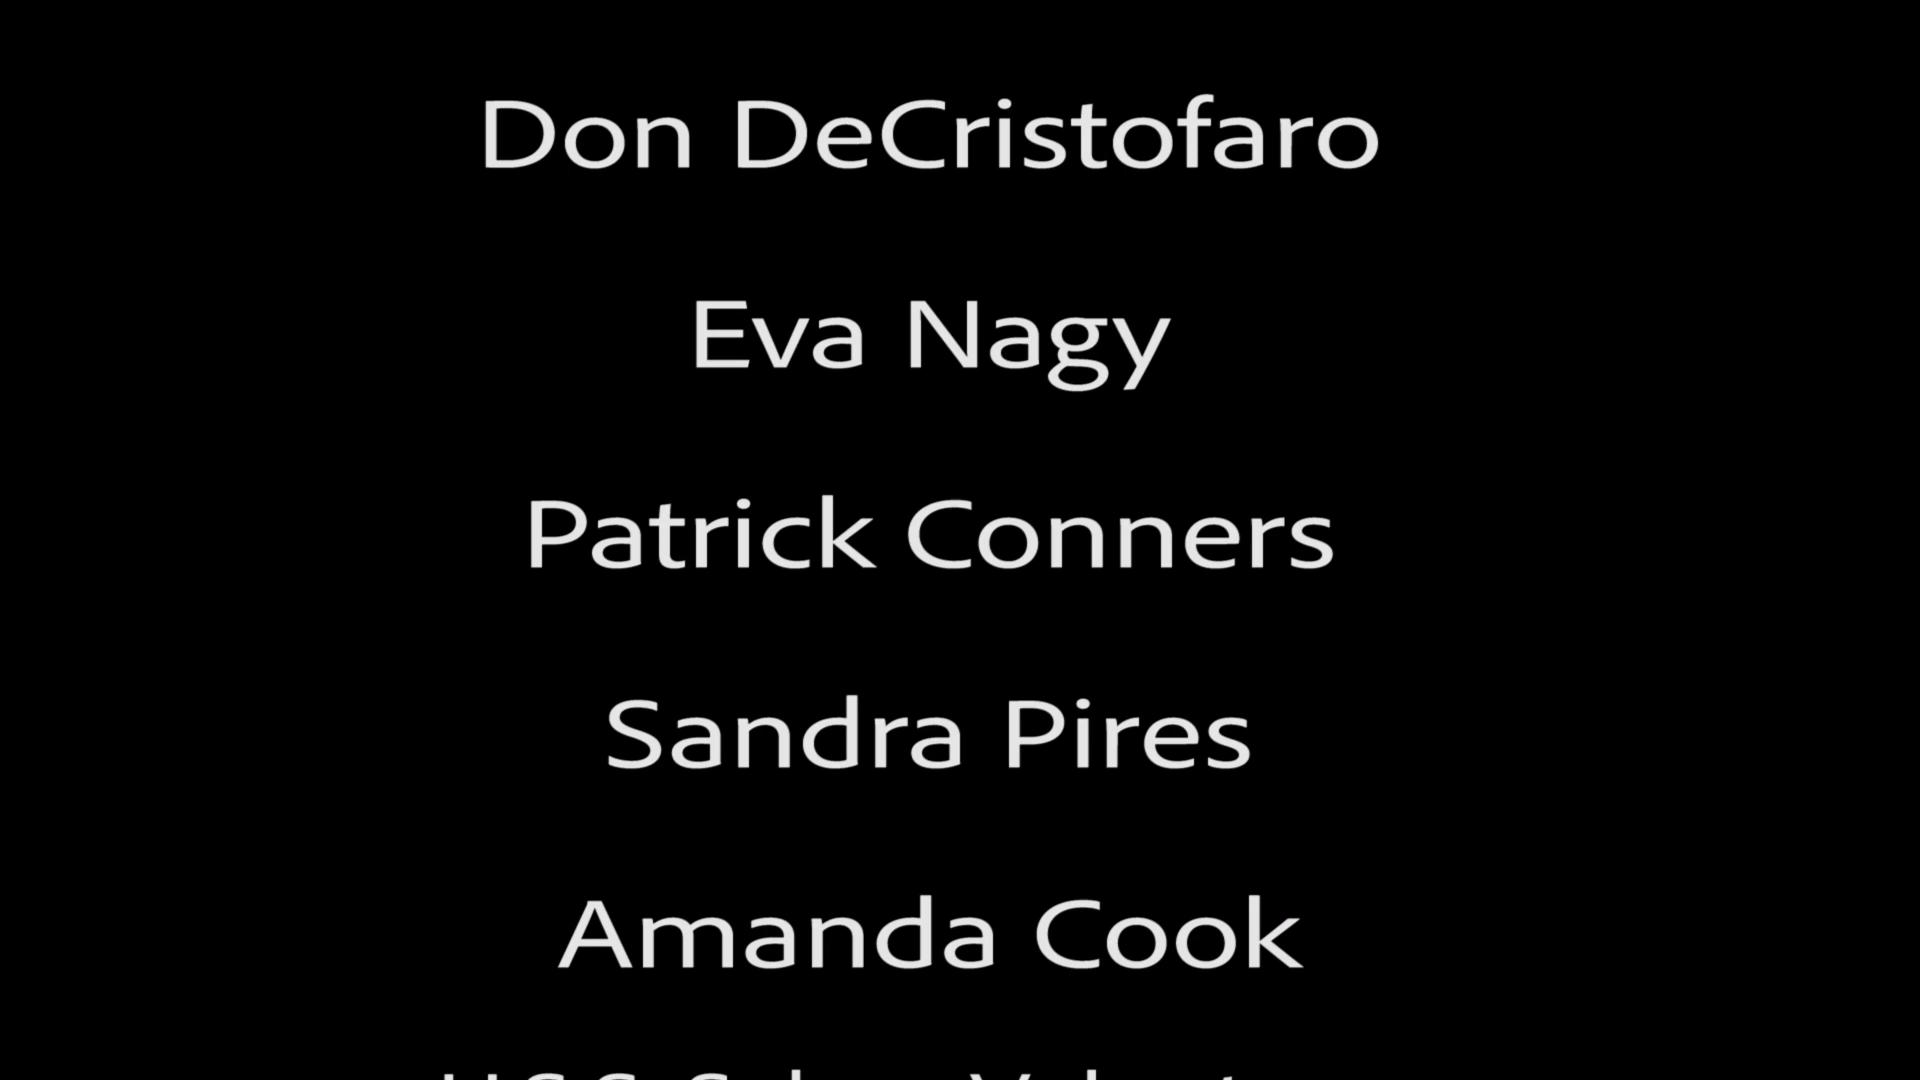 Don DeCristofaro
Eva Nagy
Patrick Conners
Sandra Pires
Amanda Cook